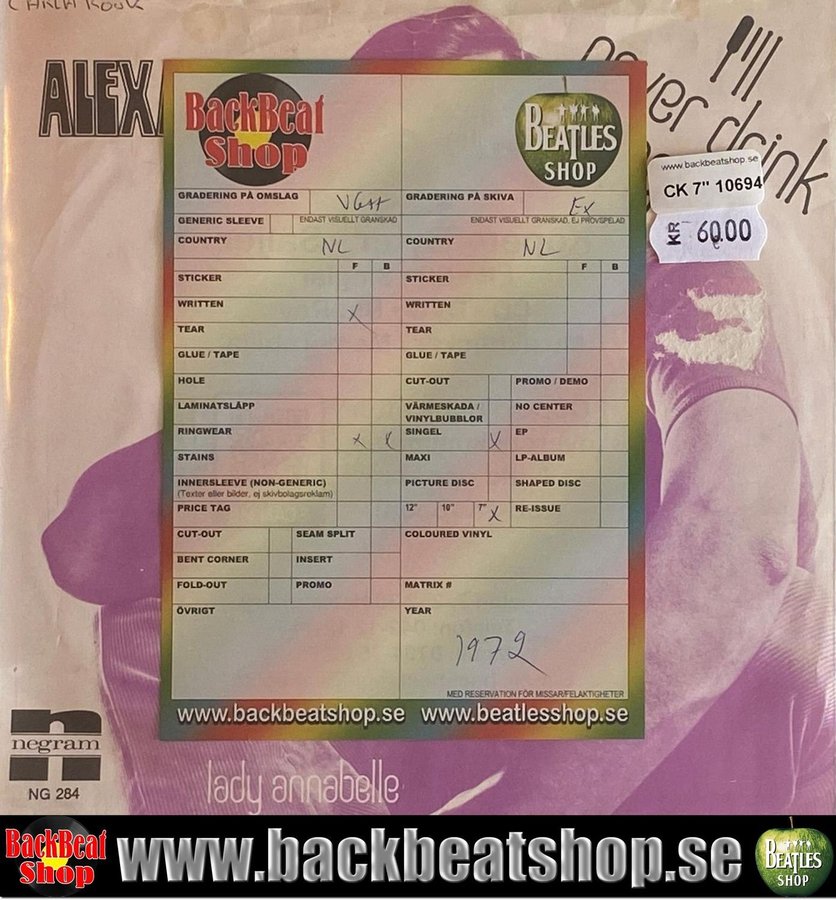 CARLA KOUK
ALEX
never drink
BackBeat
Shop
BEATLES
SHOP
www.backbeatshop.se
CK 7" 10694
KR 60.00
GRADERING PÅ OMSLAG VG++
GRADERING PÅ SKIVA Ex
GENERIC SLEEVE ENDAST VISUELLT GRANSKAD
ENDAST VISUELLT GRANSKAD, EJ PROVSPELAD
COUNTRY NL
COUNTRY NL
F B
F B
STICKER
STICKER
WRITTEN X
WRITTEN
TEAR
TEAR
GLUE / TAPE
GLUE / TAPE
HOLE
CUT-OUT
PROMO / DEMO
LAMINATSLÄPP
VÄRMESKADA /
VINYLBUBBLOR
NO CENTER
RINGWEAR X X
SINGEL X
EP
STAINS
MAXI
LP-ALBUM
INNERSLEEVE (NON-GENERIC)
(Texter eller bilder, ej skivbolagsreklam)
PICTURE DISC
SHAPED DISC
PRICE TAG
12" 10" 7" X
RE-ISSUE
CUT-OUT
SEAM SPLIT
COLOURED VINYL
BENT CORNER
INSERT
FOLD-OUT
PROMO
MATRIX #
ÖVRIGT
YEAR
1972
MED RESERVATION FÖR MISSAR/FELAKTIGHETER
www.backbeatshop.se www.beatlesshop.se
negram
NG 284
lady annabelle
BackBeat
Shop
www.backbeatshop.se
BEATLES
SHOP